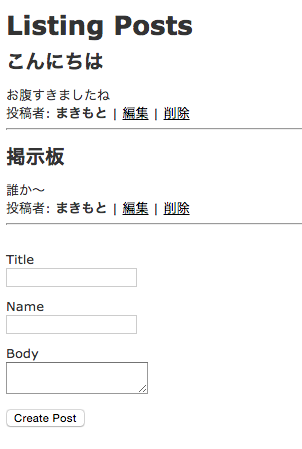 Listing Posts
こんにちは
お腹すきましたね
投稿者: まきもと | 編集 | 削除
掲示板
誰か〜
投稿者: まきもと | 編集 | 削除
Title
Name
Body
Create Post